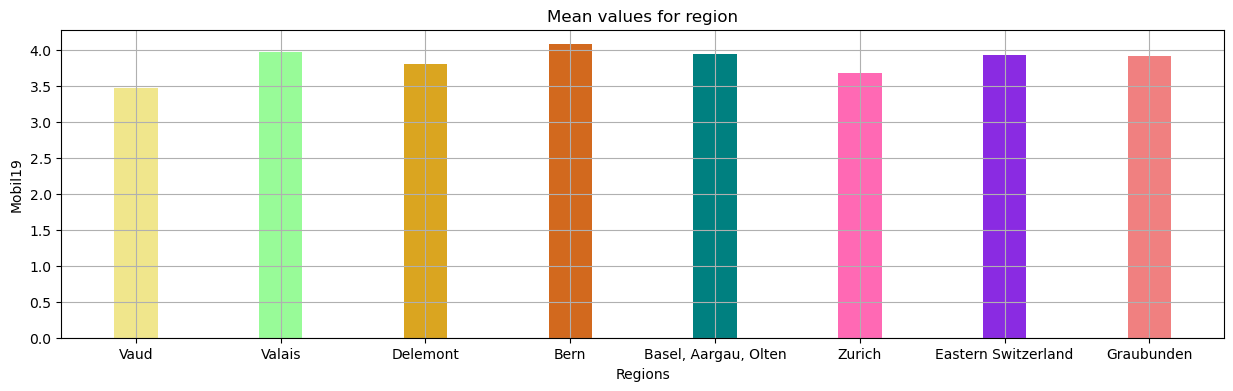 Mean values for region
Mobil19
4.0
3.5
3.0
2.5
2.0
1.5
1.0
0.5
0.0
Vaud Valais Delemont Bern Basel, Aargau, Olten Zurich Eastern Switzerland Graubunden
Regions